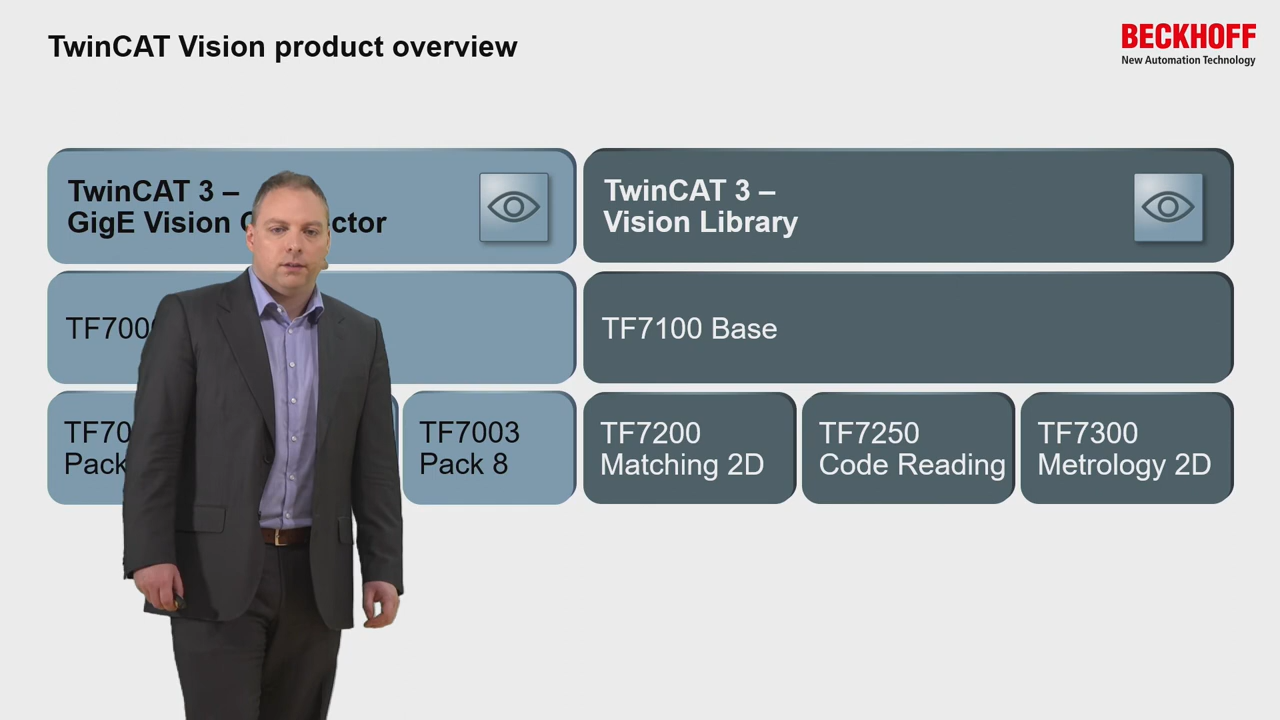 TwinCAT Vision product overview
BECKHOFF
New Automation Technology
TwinCAT 3 –
GigE Vision
TwinCAT 3 –
Vision Library
TF7100 Base
Pack
TF7003
Pack 8
TF7200
Matching 2D
TF7250
Code Reading
TF7300
Metrology 2D